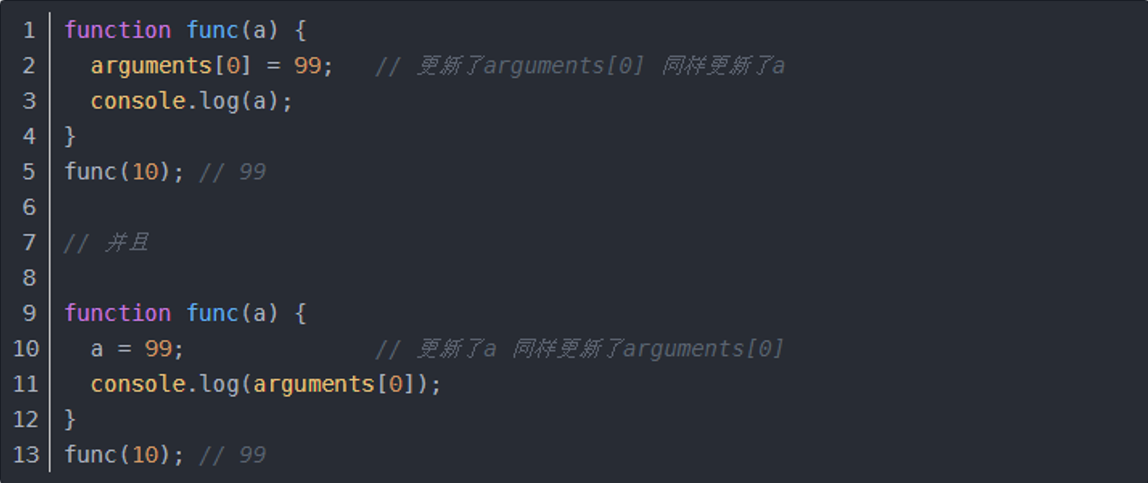 1 function func(a) {
2   arguments[0] = 99;   // 更新了arguments[0] 同样更新了a
3   console.log(a);
4 }
5 func(10); // 99
6
7 // 并且
8
9 function func(a) {
10   a = 99;              // 更新了a 同样更新了arguments[0]
11   console.log(arguments[0]);
12 }
13 func(10); // 99